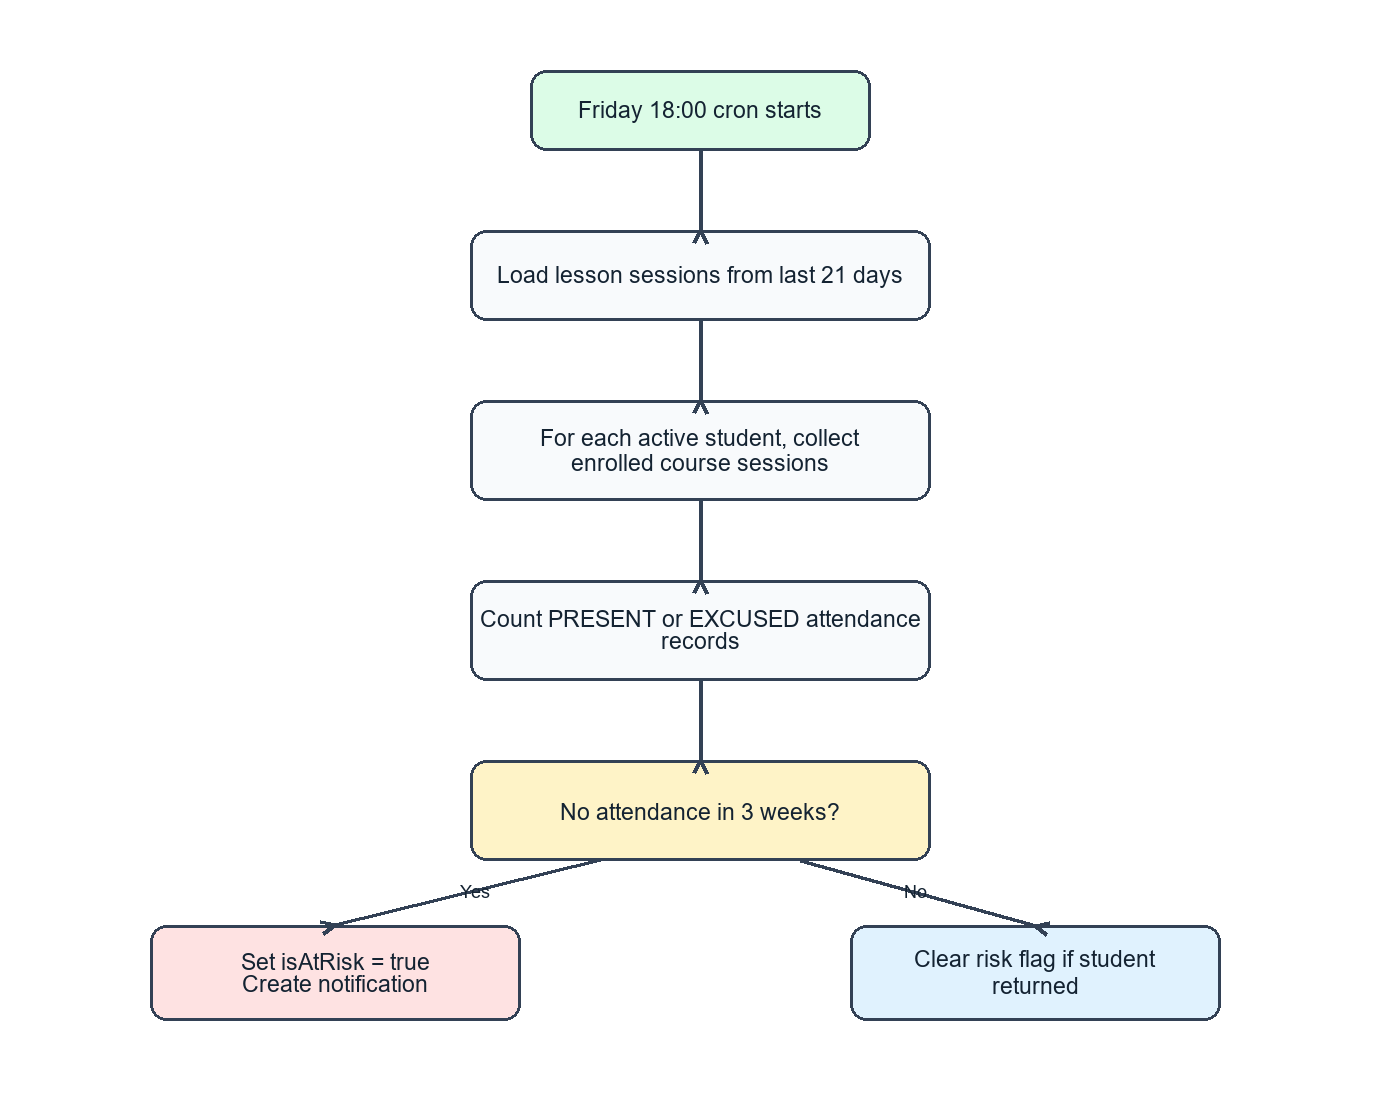 Friday 18:00 cron starts
Load lesson sessions from last 21 days
For each active student, collect
enrolled course sessions
Count PRESENT or EXCUSED attendance
records
No attendance in 3 weeks?
Yes
No
Set isAtRisk = true
Create notification
Clear risk flag if student
returned